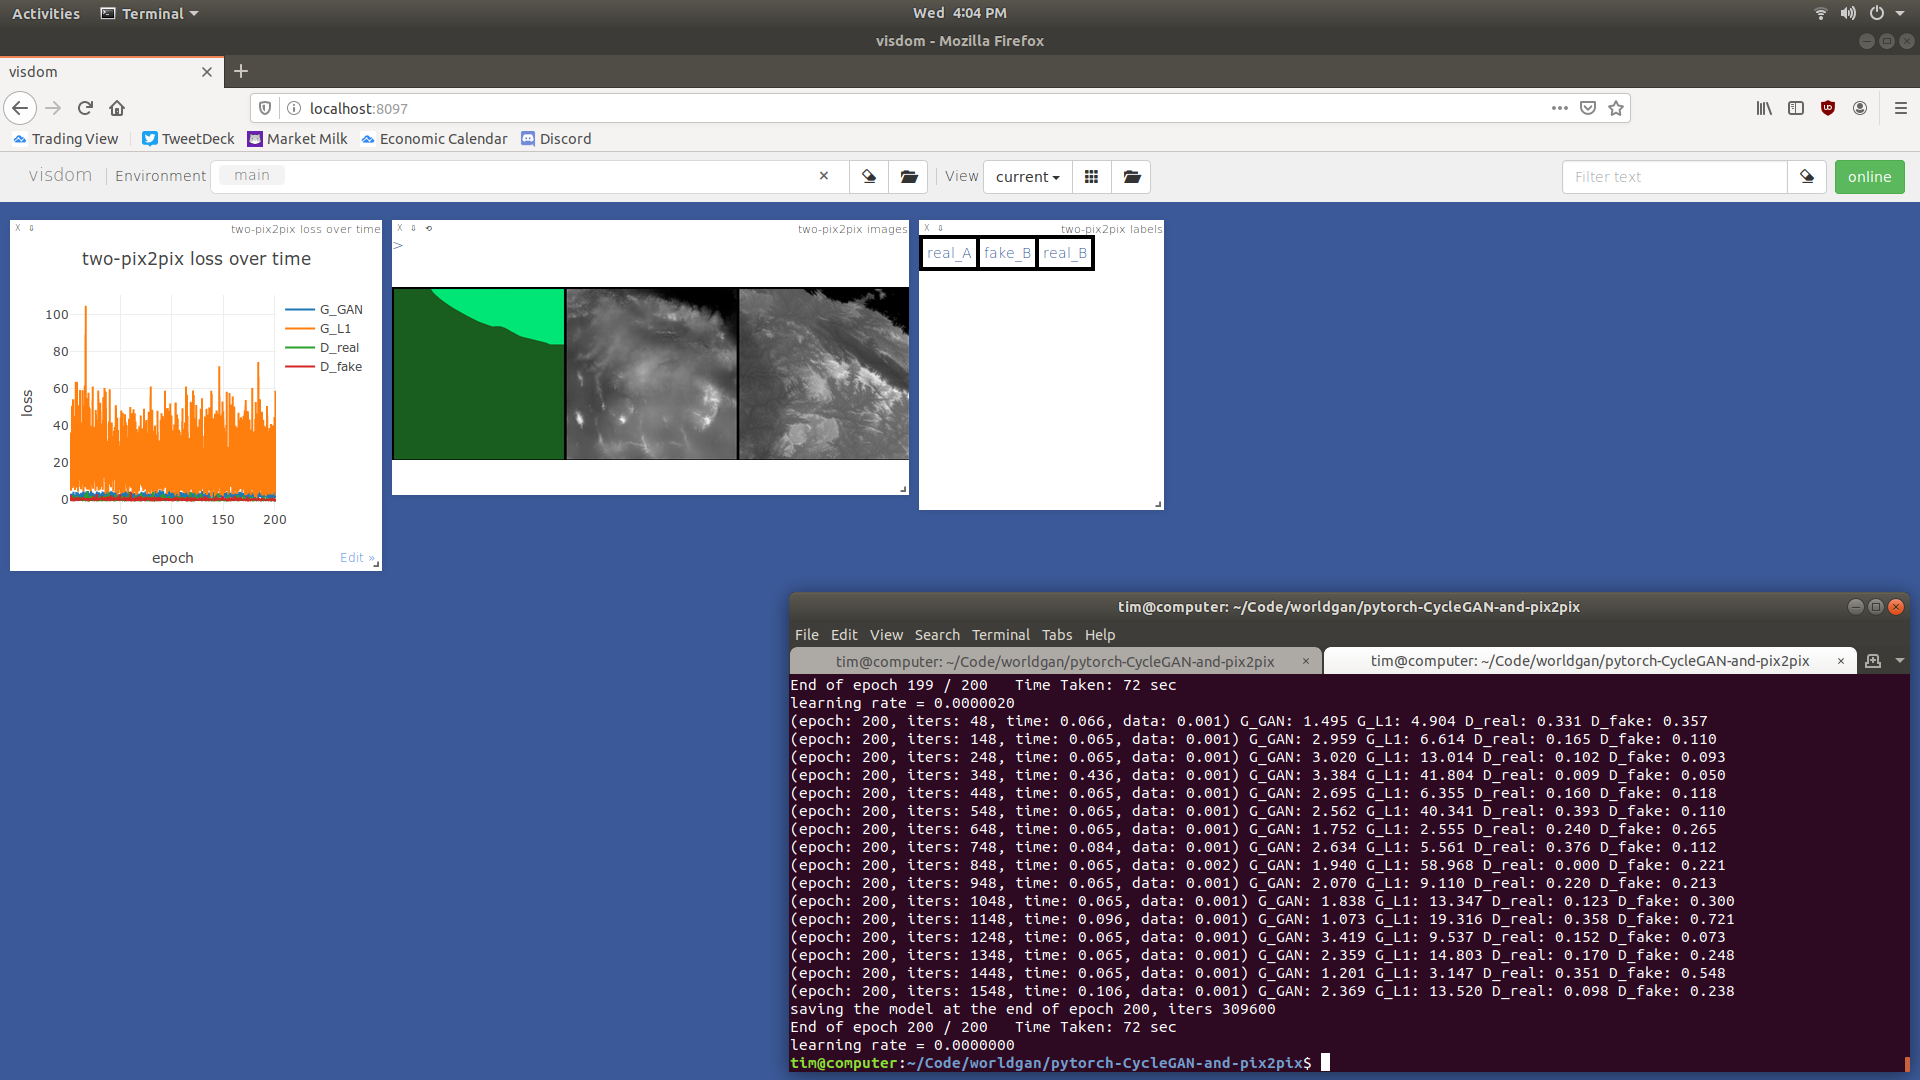 Activities Terminal Wed 4:04 PM
visdom - Mozilla Firefox
visdom
localhost:8097
Trading View TweetDeck Market Milk Economic Calendar Discord
visdom Environment main View current Filter text online
two-pix2pix loss over time
two-pix2pix loss over time
G_GAN
G_L1
D_real
D_fake
loss
100
80
60
40
20
0
50 100 150 200
epoch
Edit »
two-pix2pix images
>
two-pix2pix labels
real_A fake_B real_B
tim@computer: ~/Code/worldgan/pytorch-CycleGAN-and-pix2pix
File Edit View Search Terminal Tabs Help
tim@computer: ~/Code/worldgan/pytorch-CycleGAN-and-pix2pix tim@computer: ~/Code/worldgan/pytorch-CycleGAN-and-pix2pix
End of epoch 199 / 200 Time Taken: 72 sec
learning rate = 0.0000020
(epoch: 200, iters: 48, time: 0.066, data: 0.001) G_GAN: 1.495 G_L1: 4.904 D_real: 0.331 D_fake: 0.357
(epoch: 200, iters: 148, time: 0.065, data: 0.001) G_GAN: 2.959 G_L1: 6.614 D_real: 0.165 D_fake: 0.110
(epoch: 200, iters: 248, time: 0.065, data: 0.001) G_GAN: 3.020 G_L1: 13.014 D_real: 0.102 D_fake: 0.093
(epoch: 200, iters: 348, time: 0.436, data: 0.001) G_GAN: 3.384 G_L1: 41.804 D_real: 0.009 D_fake: 0.050
(epoch: 200, iters: 448, time: 0.065, data: 0.001) G_GAN: 2.695 G_L1: 6.355 D_real: 0.160 D_fake: 0.118
(epoch: 200, iters: 548, time: 0.065, data: 0.001) G_GAN: 2.562 G_L1: 40.341 D_real: 0.393 D_fake: 0.110
(epoch: 200, iters: 648, time: 0.065, data: 0.001) G_GAN: 1.752 G_L1: 2.555 D_real: 0.240 D_fake: 0.265
(epoch: 200, iters: 748, time: 0.084, data: 0.001) G_GAN: 2.634 G_L1: 5.561 D_real: 0.376 D_fake: 0.112
(epoch: 200, iters: 848, time: 0.065, data: 0.002) G_GAN: 1.940 G_L1: 58.968 D_real: 0.000 D_fake: 0.221
(epoch: 200, iters: 948, time: 0.065, data: 0.001) G_GAN: 2.070 G_L1: 9.110 D_real: 0.220 D_fake: 0.213
(epoch: 200, iters: 1048, time: 0.065, data: 0.001) G_GAN: 1.838 G_L1: 13.347 D_real: 0.123 D_fake: 0.300
(epoch: 200, iters: 1148, time: 0.096, data: 0.001) G_GAN: 1.073 G_L1: 19.316 D_real: 0.358 D_fake: 0.721
(epoch: 200, iters: 1248, time: 0.065, data: 0.001) G_GAN: 3.419 G_L1: 9.537 D_real: 0.152 D_fake: 0.073
(epoch: 200, iters: 1348, time: 0.065, data: 0.001) G_GAN: 2.359 G_L1: 14.803 D_real: 0.170 D_fake: 0.248
(epoch: 200, iters: 1448, time: 0.065, data: 0.001) G_GAN: 1.201 G_L1: 3.147 D_real: 0.351 D_fake: 0.548
(epoch: 200, iters: 1548, time: 0.106, data: 0.001) G_GAN: 2.369 G_L1: 13.520 D_real: 0.098 D_fake: 0.238
saving the model at the end of epoch 200, iters 309600
End of epoch 200 / 200 Time Taken: 72 sec
learning rate = 0.0000000
tim@computer:~/Code/worldgan/pytorch-CycleGAN-and-pix2pix$